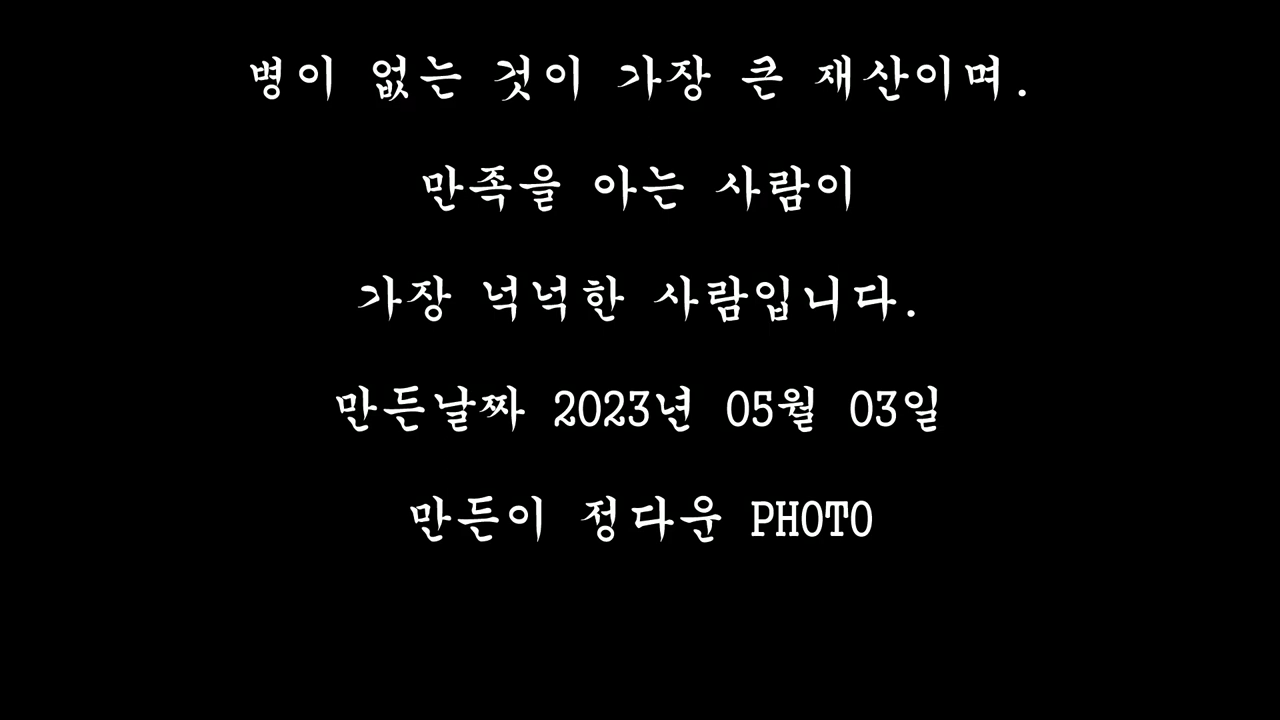 병이 없는 것이 가장 큰 재산이며.
만족을 아는 사람이
가장 넉넉한 사람입니다.
만든날짜 2023년 05월 03일
만든이 정다운 PHOTO